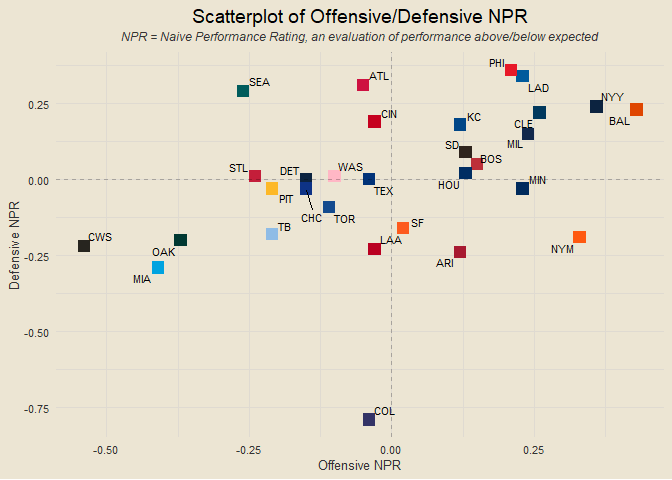 Scatterplot of Offensive/Defensive NPR
NPR = Naive Performance Rating, an evaluation of performance above/below expected
PHI
ATL
LAD
SEA
NYY
0.25
CIN
KC
CLE
BAL
MIL
SD
BOS
STL
DET
WAS
0.00
HOU
MIN
TEX
PIT
CHC
TOR
SF
TB
CWS
LAA
OAK
NYM
-0.25
ARI
MIA
-0.50
-0.75
COL
Defensive NPR
-0.50
-0.25
0.00
0.25
Offensive NPR